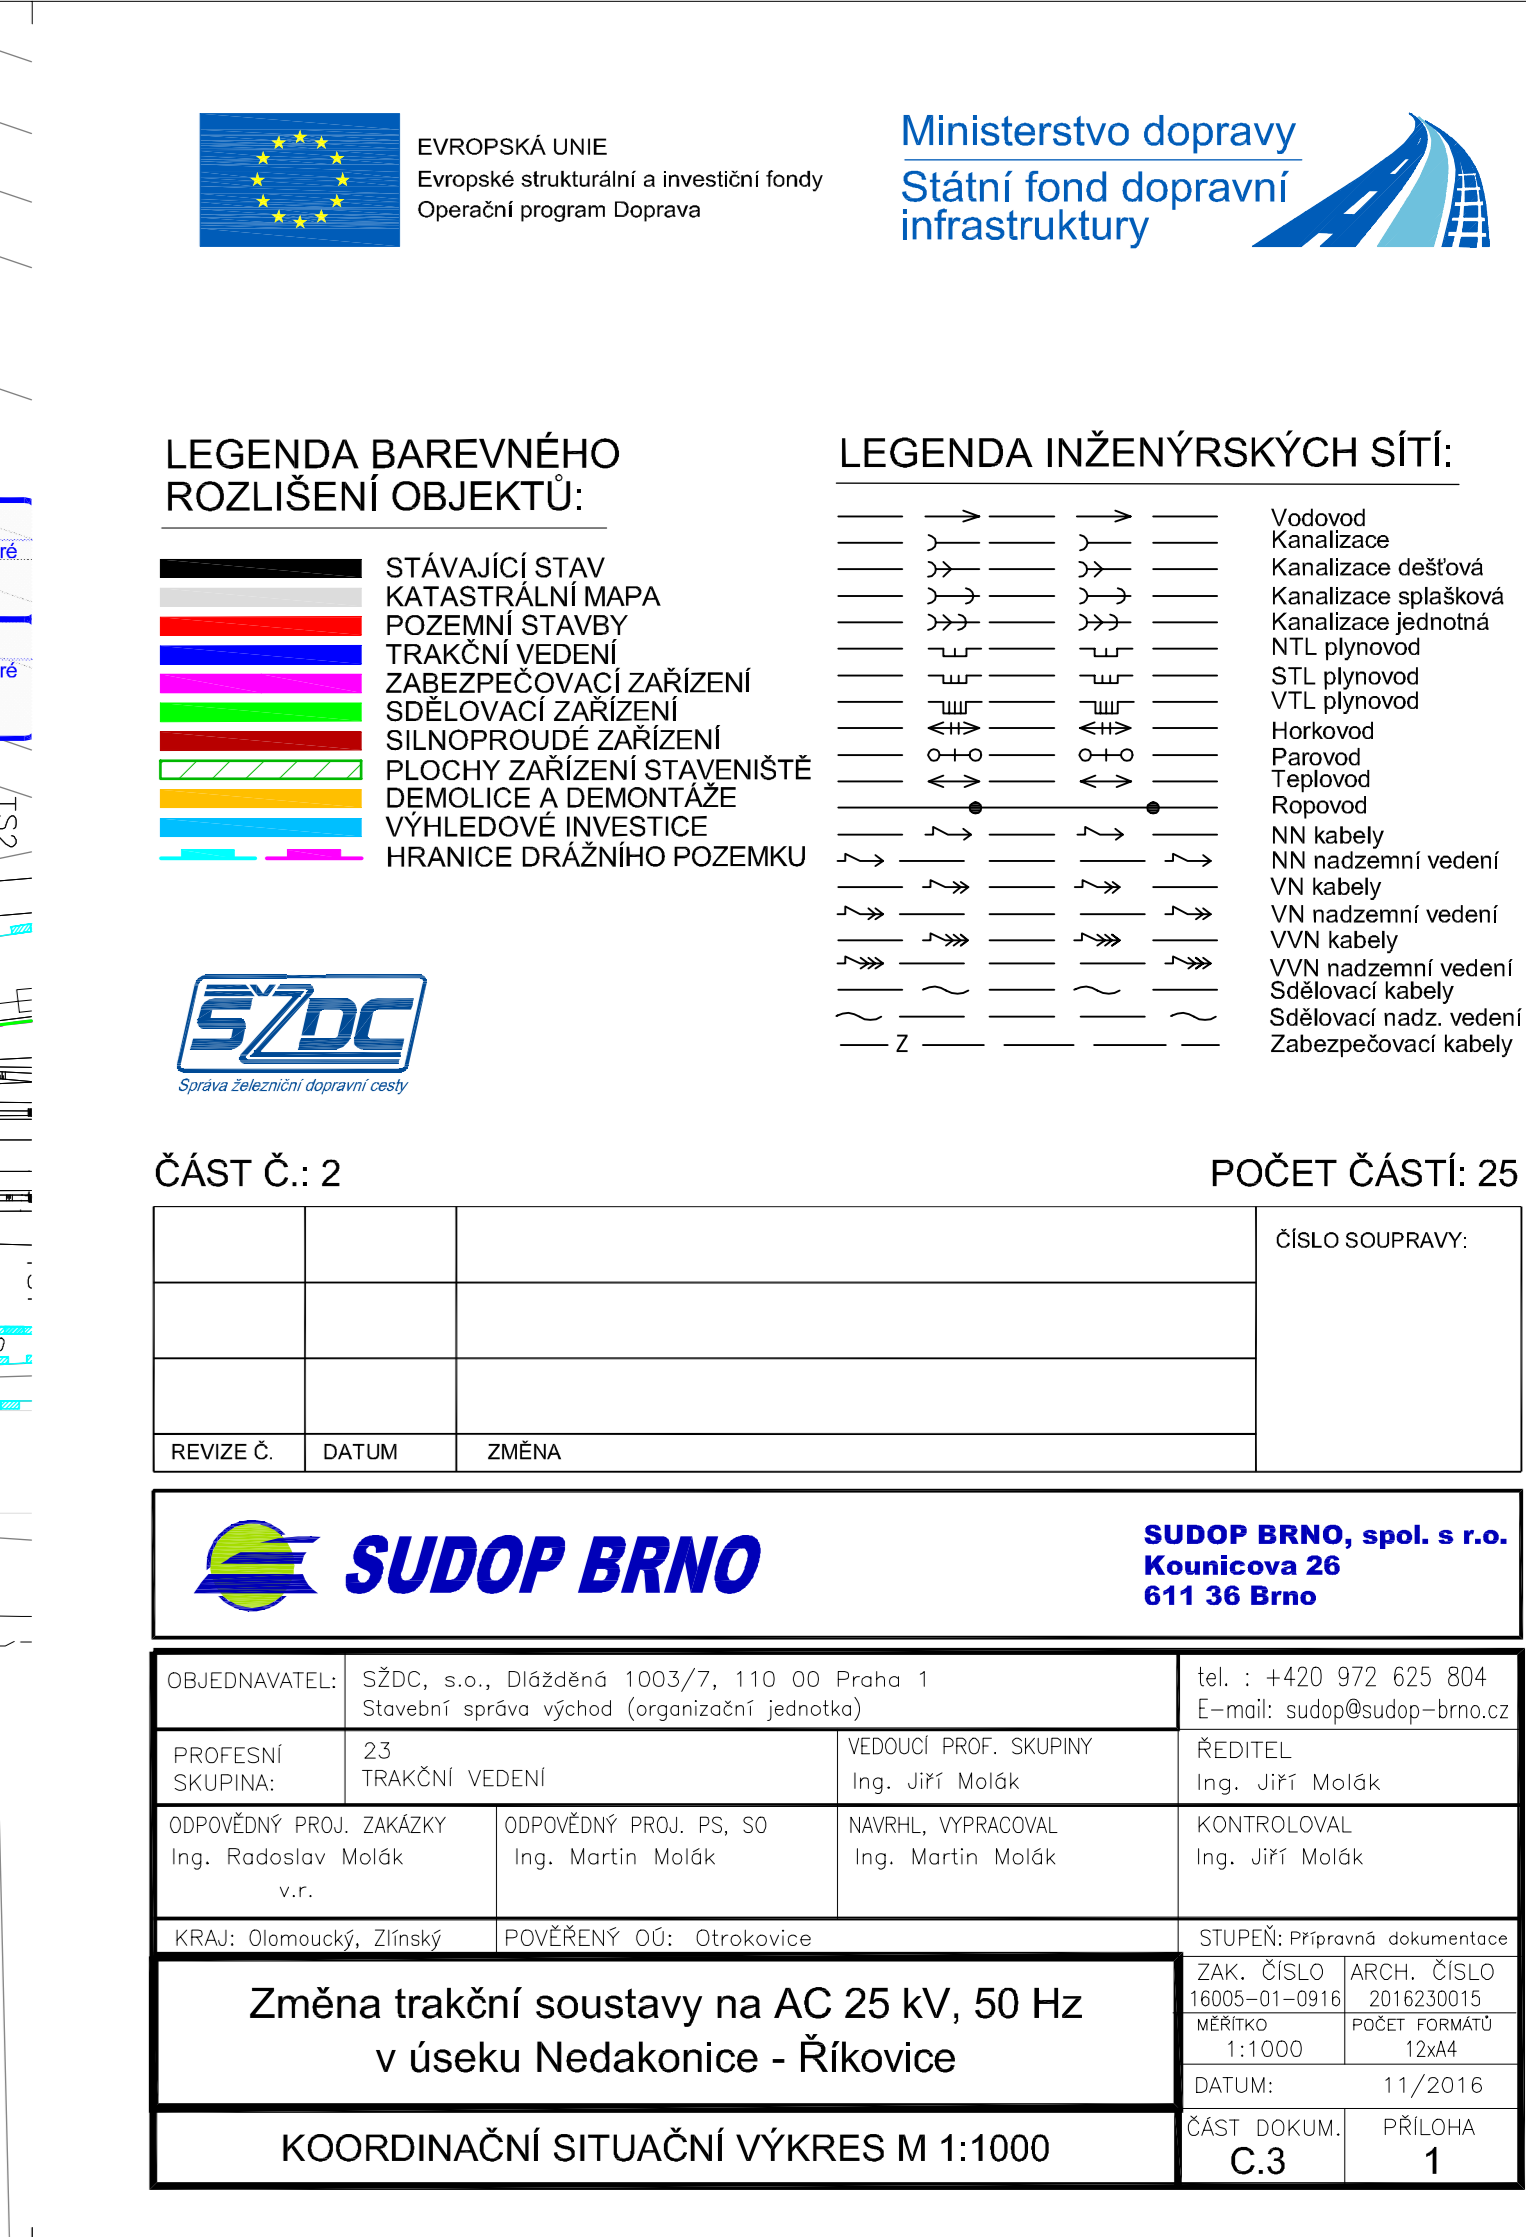 EVROPSKÁ UNIE
Evropské strukturální a investiční fondy
Operační program Doprava
Ministerstvo dopravy
Státní fond dopravní
infrastruktury
LEGENDA BAREVNÉHO
ROZLIŠENÍ OBJEKTŮ:
STÁVAJÍCÍ STAV
KATASTRÁLNÍ MAPA
POZEMNÍ STAVBY
TRAKČNÍ VEDENÍ
ZABEZPEČOVACÍ ZAŘÍZENÍ
SDĚLOVACÍ ZAŘÍZENÍ
SILNOPROUDÉ ZAŘÍZENÍ
PLOCHY ZAŘÍZENÍ STAVENIŠTĚ
DEMOLICE A DEMONTÁŽE
VÝHLEDOVÉ INVESTICE
HRANICE DRÁŽNÍHO POZEMKU
LEGENDA INŽENÝRSKÝCH SÍTÍ:
Vodovod
Kanalizace
Kanalizace dešťová
Kanalizace splašková
Kanalizace jednotná
NTL plynovod
STL plynovod
VTL plynovod
Horkovod
Parovod
Teplovod
Ropovod
NN kabely
NN nadzemní vedení
VN kabely
VN nadzemní vedení
VVN kabely
VVN nadzemní vedení
Sdělovací kabely
Sdělovací nadz. vedení
Z Zabezpečovací kabely
ré
ré
TS2
SŽDC
Správa železniční dopravní cesty
ČÁST Č.: 2
POČET ČÁSTÍ: 25
ČÍSLO SOUPRAVY:
REVIZE Č. DATUM ZMĚNA
SUDOP BRNO
SUDOP BRNO, spol. s r.o.
Kounicova 26
611 36 Brno
OBJEDNAVATEL: SŽDC, s.o., Dlážděná 1003/7, 110 00 Praha 1
Stavební správa východ (organizační jednotka)
tel. : +420 972 625 804
E-mail: sudop@sudop-brno.cz
PROFESNÍ
SKUPINA:
23
TRAKČNÍ VEDENÍ
VEDOUCÍ PROF. SKUPINY
Ing. Jiří Molák
ŘEDITEL
Ing. Jiří Molák
ODPOVĚDNÝ PROJ. ZAKÁZKY
Ing. Radoslav Molák
v.r.
ODPOVĚDNÝ PROJ. PS, SO
Ing. Martin Molák
NAVRHL, VYPRACOVAL
Ing. Martin Molák
KONTROLOVAL
Ing. Jiří Molák
KRAJ: Olomoucký, Zlínský
POVĚŘENÝ OÚ: Otrokovice
STUPEŇ: Přípravná dokumentace
Změna trakční soustavy na AC 25 kV, 50 Hz
v úseku Nedakonice - Říkovice
ZAK. ČÍSLO
16005-01-0916
ARCH. ČÍSLO
2016230015
MĚŘÍTKO
1:1000
POČET FORMÁTŮ
12xA4
DATUM: 11/2016
KOORDINAČNÍ SITUAČNÍ VÝKRES M 1:1000
ČÁST DOKUM.
C.3
PŘÍLOHA
1